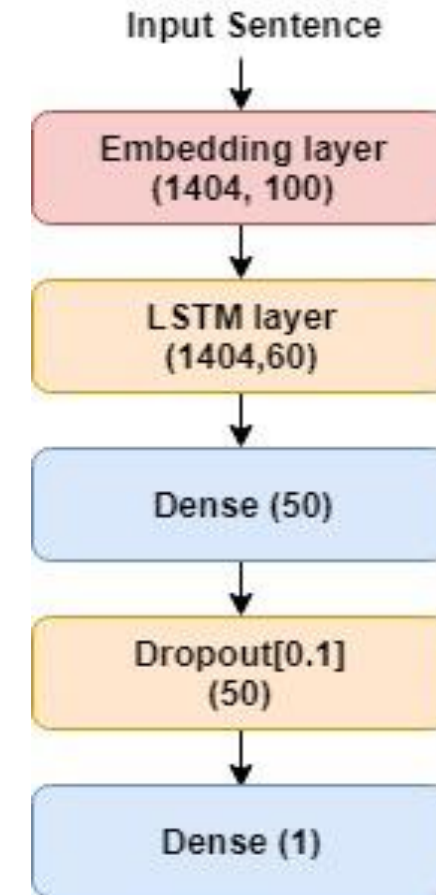 Input Sentence
Embedding layer
(1404, 100)
LSTM layer
(1404,60)
Dense (50)
Dropout[0.1]
(50)
Dense (1)